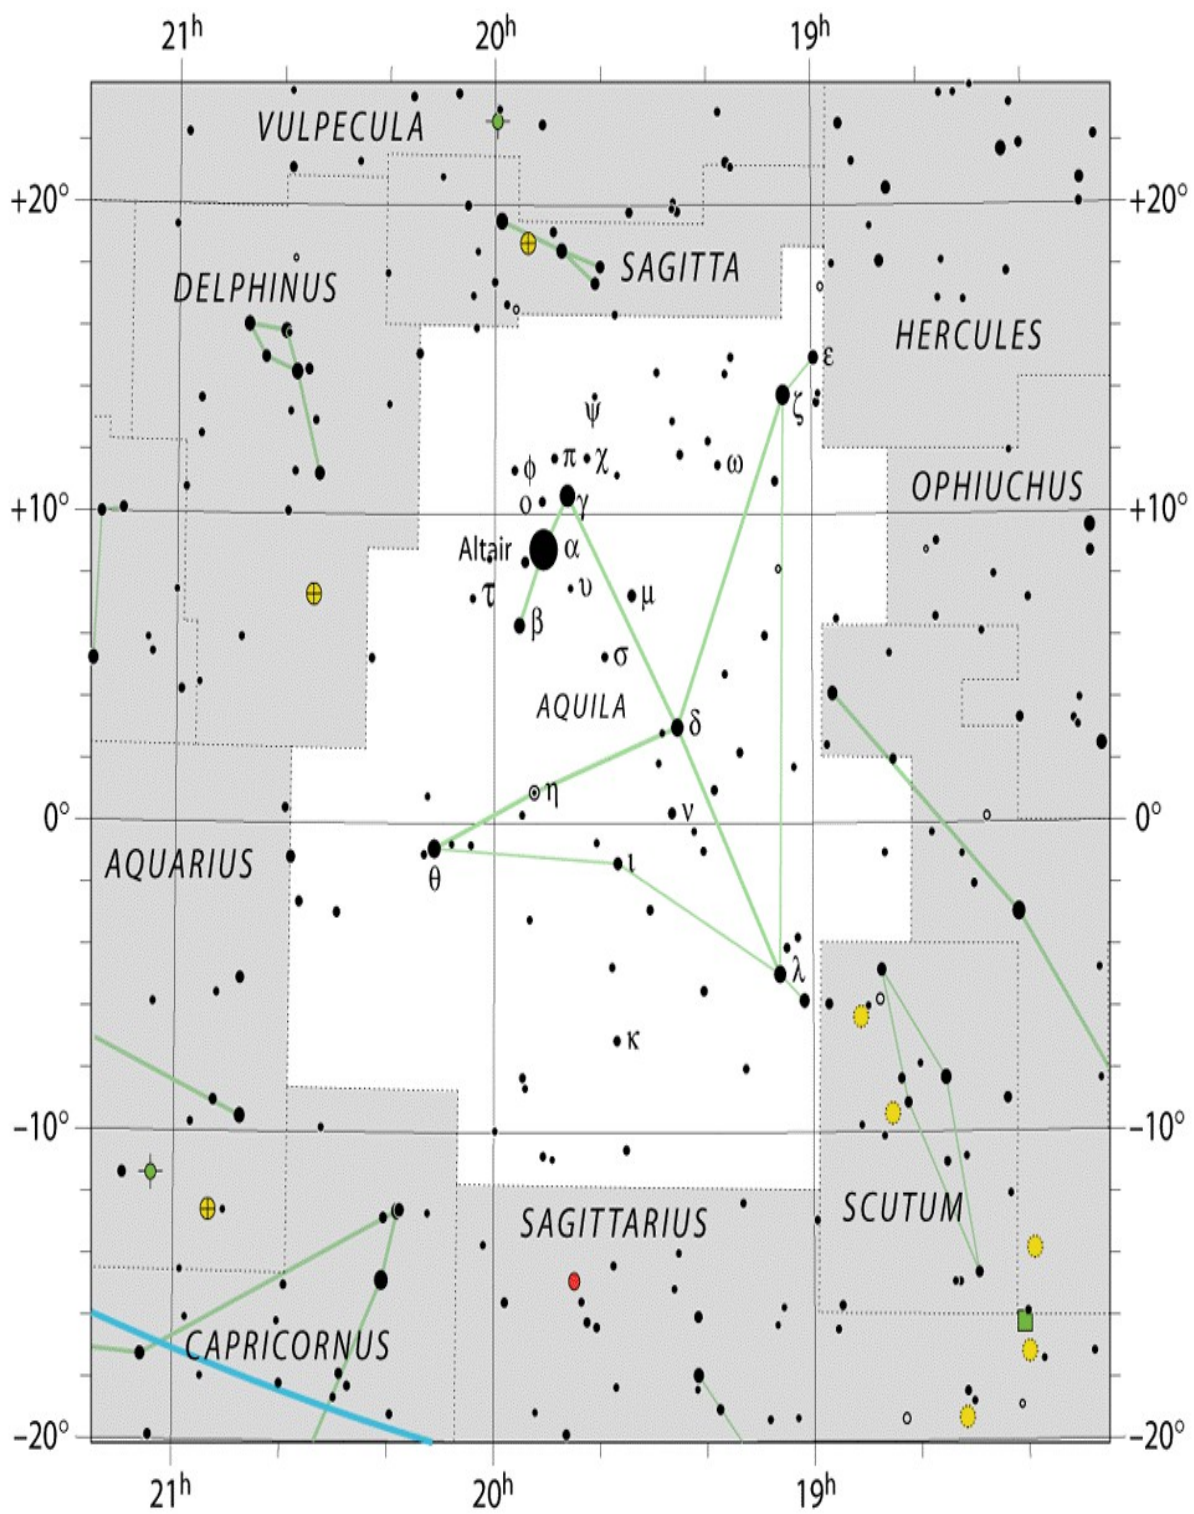 21h 20h 19h
VULPECULA
+20° +20°
SAGITTA
DELPHINUS
HERCULES
ε
ζ
ψ
ϕ π χ ω
OPHIUCHUS
ο γ
+10° +10°
Altair α
τ υ μ
β
σ
AQUILA
δ
η
ν
0° 0°
AQUARIUS
ι
θ
λ
κ
−10° −10°
SCUTUM
SAGITTARIUS
CAPRICORNUS
−20° −20°
21h 20h 19h